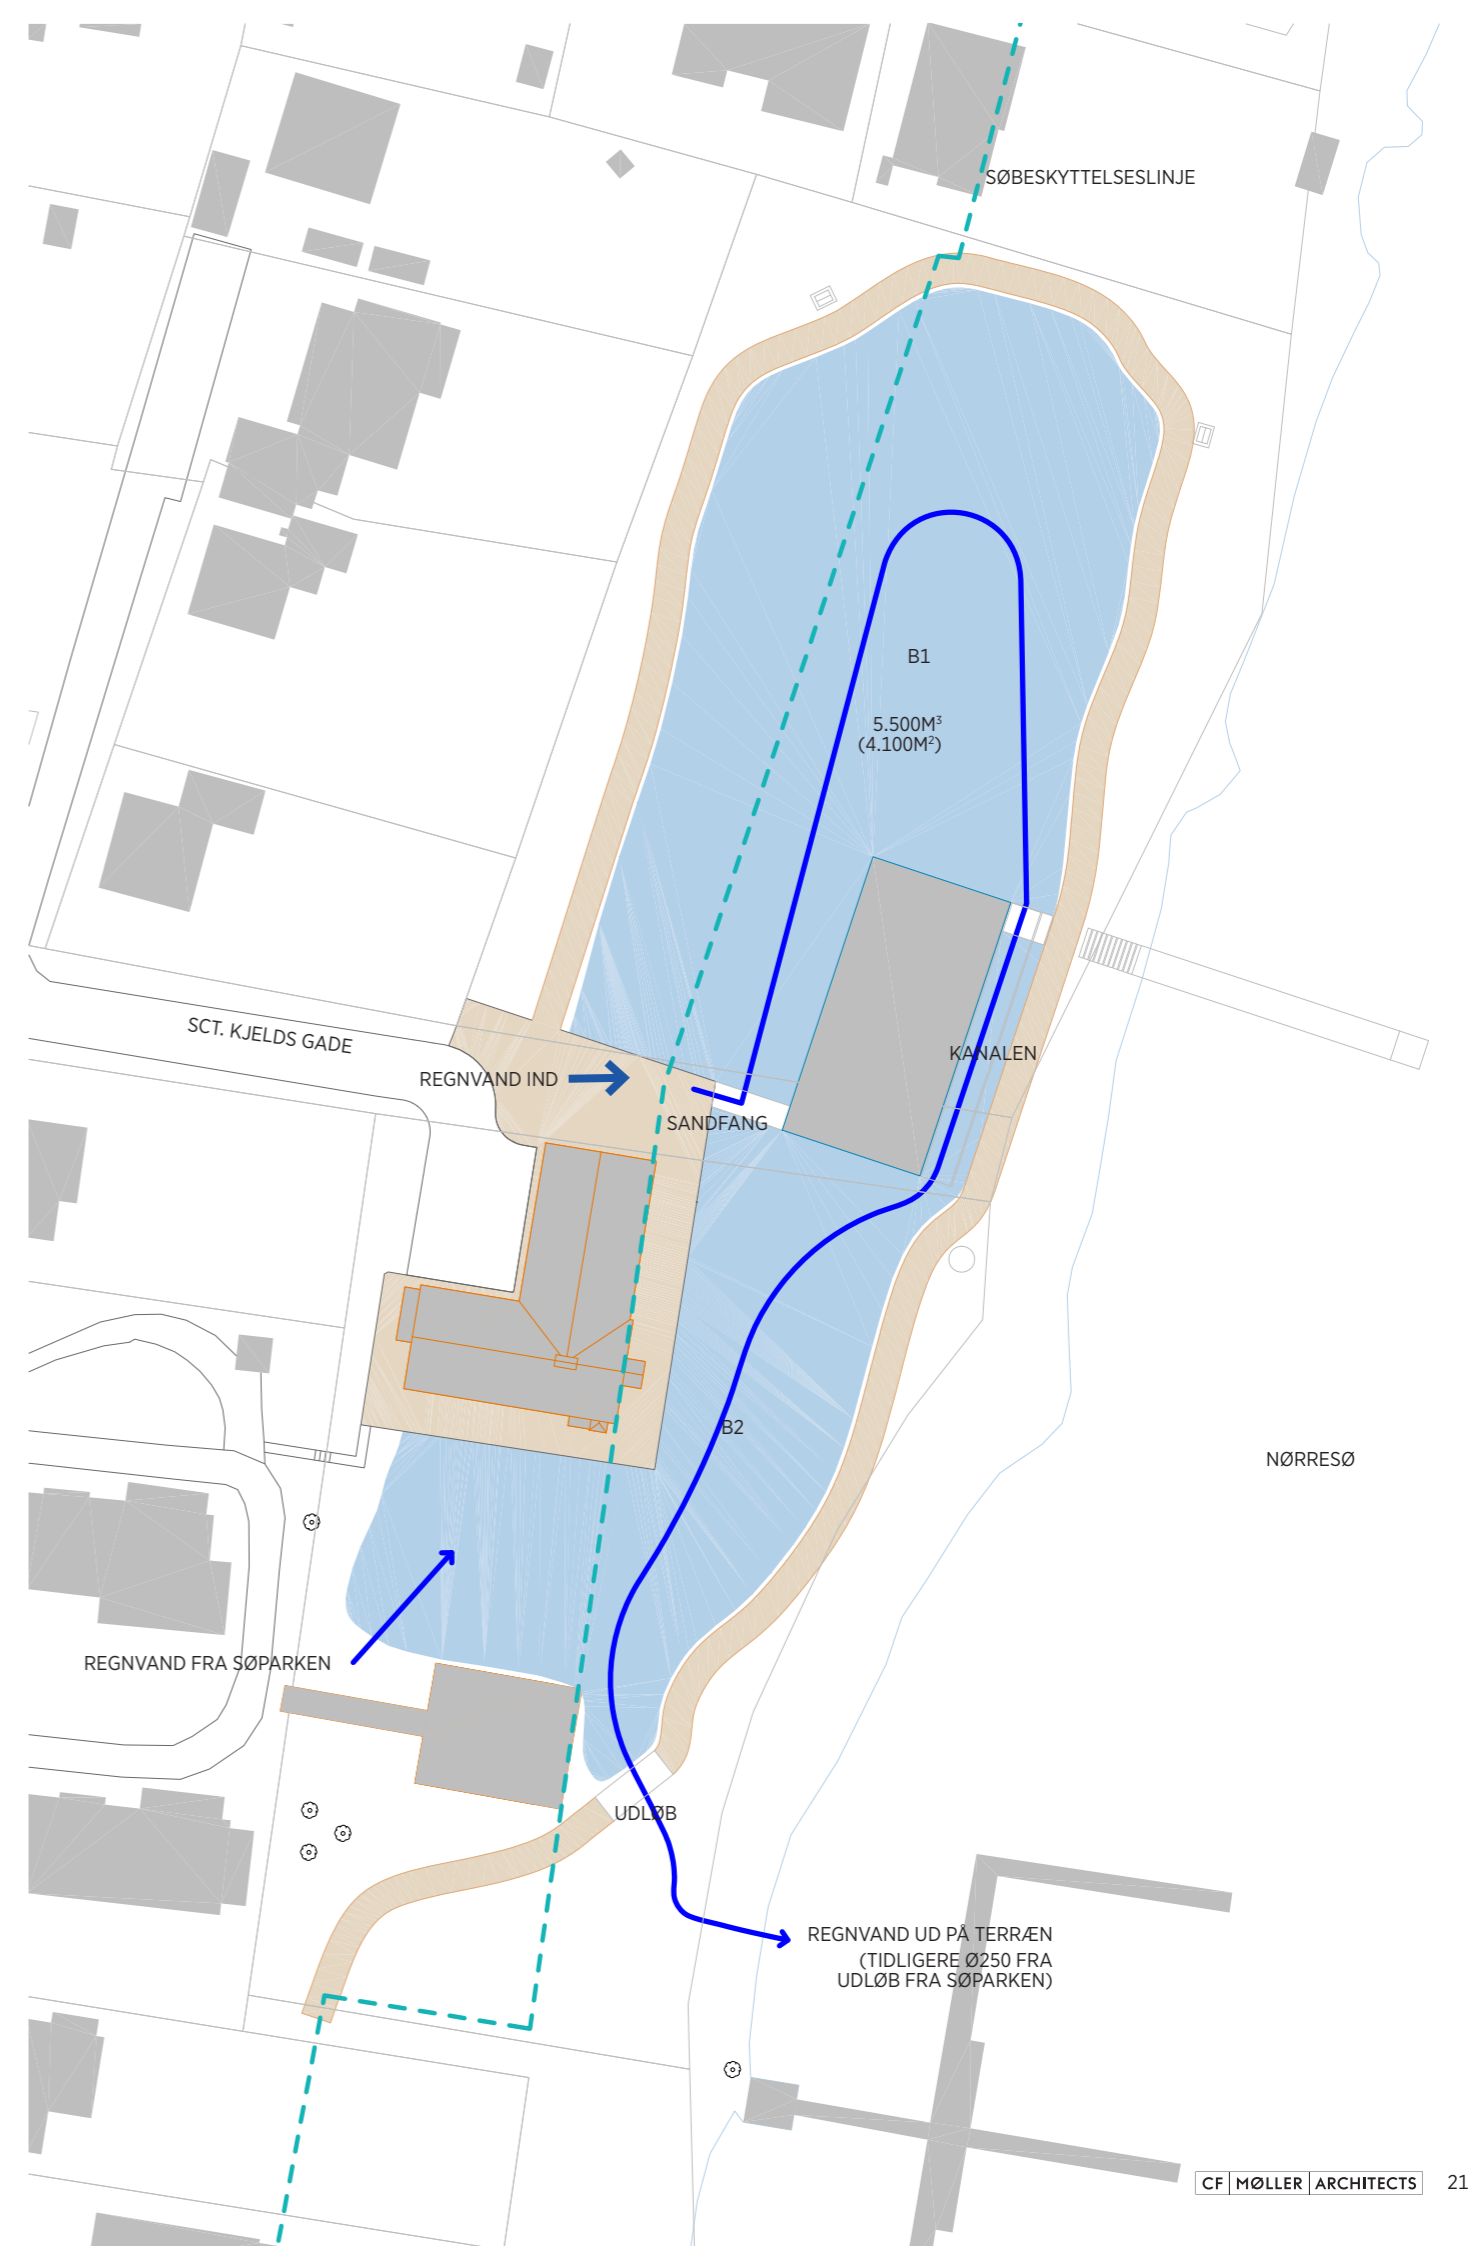 SØBESKYTTELSESLINJE
B1
5.500M³
(4.100M²)
SCT. KJELDS GADE
REGNVAND IND
KANALEN
SANDFANG
B2
NØRRESØ
REGNVAND FRA SØPARKEN
UDLØB
REGNVAND UD PÅ TERRÆN
(TIDLIGERE Ø250 FRA
UDLØB FRA SØPARKEN)
CF MØLLER ARCHITECTS 21